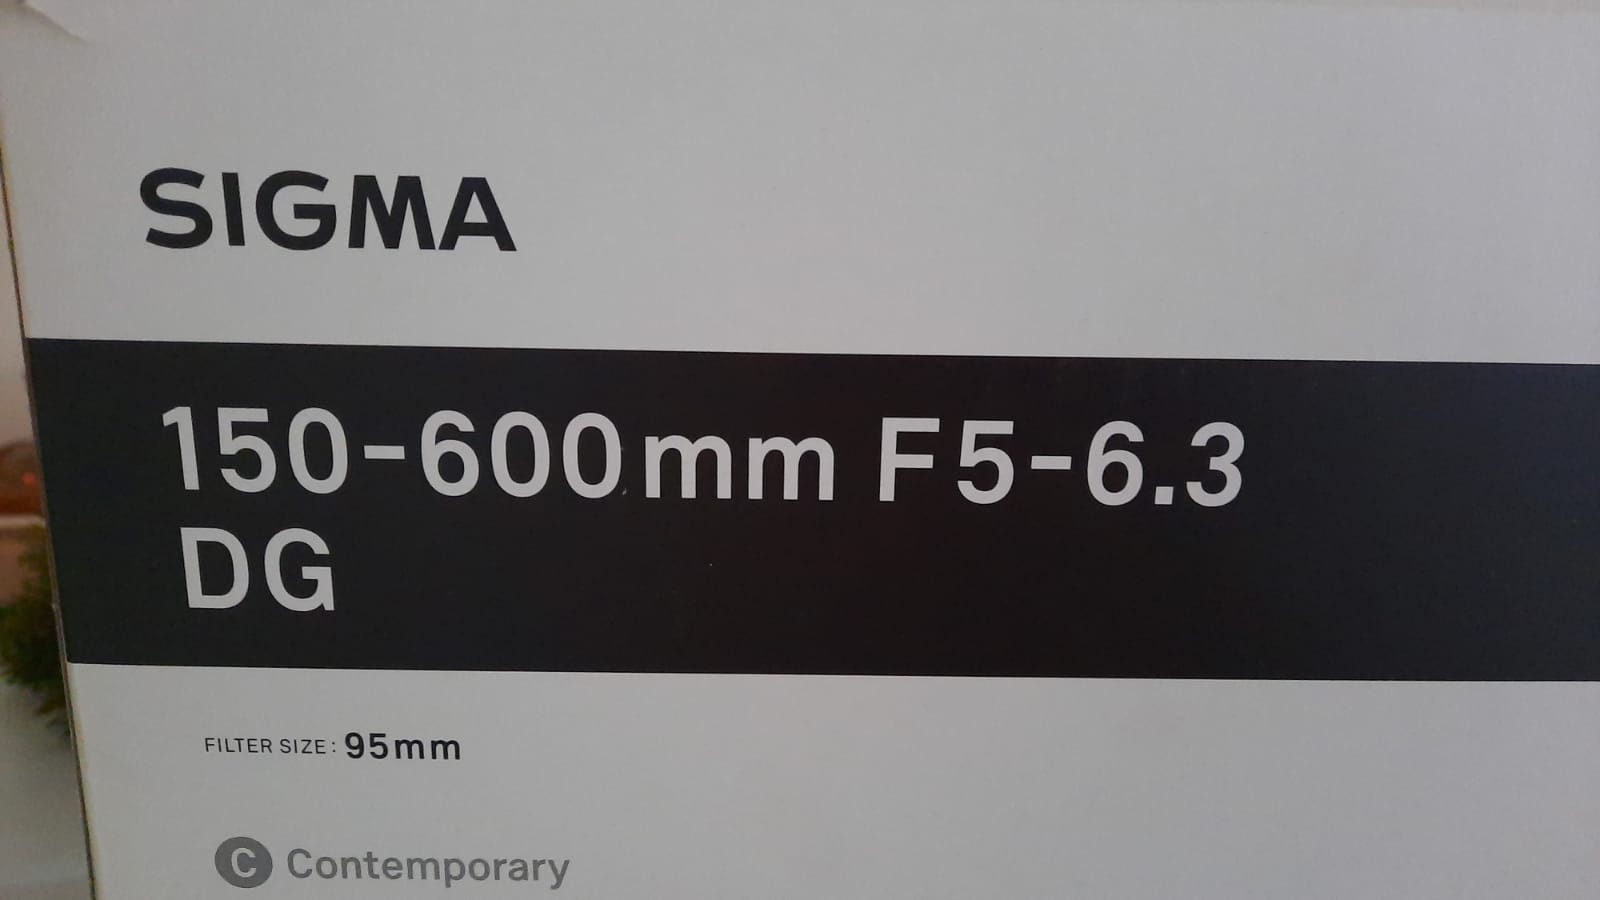 SIGMA
150-600mm F5-6.3
DG
FILTER SIZE: 95mm
C Contemporary